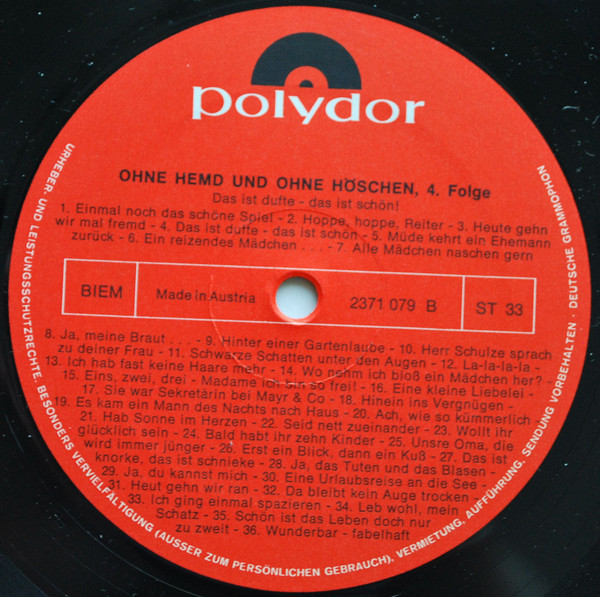 polydor
OHNE HEMD UND OHNE HÖSCHEN, 4. Folge
Das ist dufte - das ist schön!
1. Einmal noch das schöne Spiel - 2. Hoppe, hoppe, Reiter - 3. Heute gehn
wir mal fremd - 4. Das ist dufte - das ist schön - 5. Müde kehrt ein Ehemann
zurück - 6. Ein reizendes Mädchen . . . - 7. Alle Mädchen naschen gern
BIEM Made in Austria 2371 079 B ST 33
8. Ja, meine Braut . . . - 9. Hinter einer Gartenlaube - 10. Herr Schulze sprach
zu deiner Frau - 11. Schwarze Schatten unter den Augen - 12. La-la-la-la -
13. Ich hab fast keine Haare mehr - 14. Wo nehm ich bloß ein Mädchen her? -
15. Eins, zwei, drei - Madame ich bin so frei! - 16. Eine kleine Liebelei -
17. Sie war Sekretärin bei Mayr & Co - 18. Hinein ins Vergnügen -
19. Es kam ein Mann des Nachts nach Haus - 20. Ach, wie so kümmerlich
21. Hab Sonne im Herzen - 22. Seid nett zueinander - 23. Wollt ihr
glücklich sein - 24. Bald habt ihr zehn Kinder - 25. Unsre Oma, die
wird immer jünger - 26. Erst ein Blick, dann ein Kuß - 27. Das ist
knorke, das ist schnieke - 28. Ja, das Tuten und das Blasen -
29. Ja, du kannst mich - 30. Eine Urlaubsreise an die See -
31. Heut gehn wir ran - 32. Da bleibt kein Auge trocken -
33. Ich ging einmal spazieren - 34. Leb wohl, mein
Schatz - 35. Schön ist das Leben doch nur
zu zweit - 36. Wunderbar - fabelhaft
URHEBER- UND LEISTUNGSSCHUTZRECHTE. BESONDERS VERVIELFÄLTIGUNG (AUSSER ZUM PERSÖNLICHEN GEBRAUCH). VERMIETUNG, AUFFÜHRUNG, SENDUNG VORBEHALTEN · DEUTSCHE GRAMMOPHON